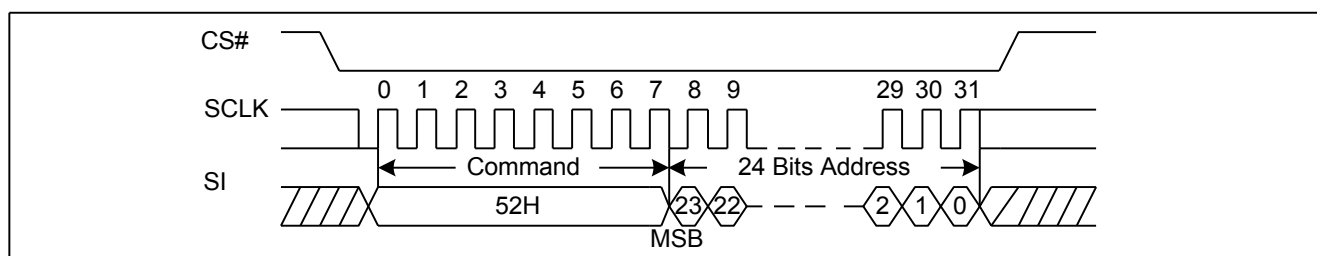 CS#
0 1 2 3 4 5 6 7 8 9 29 30 31
SCLK
Command 24 Bits Address
SI
52H 23 22 2 1 0
MSB